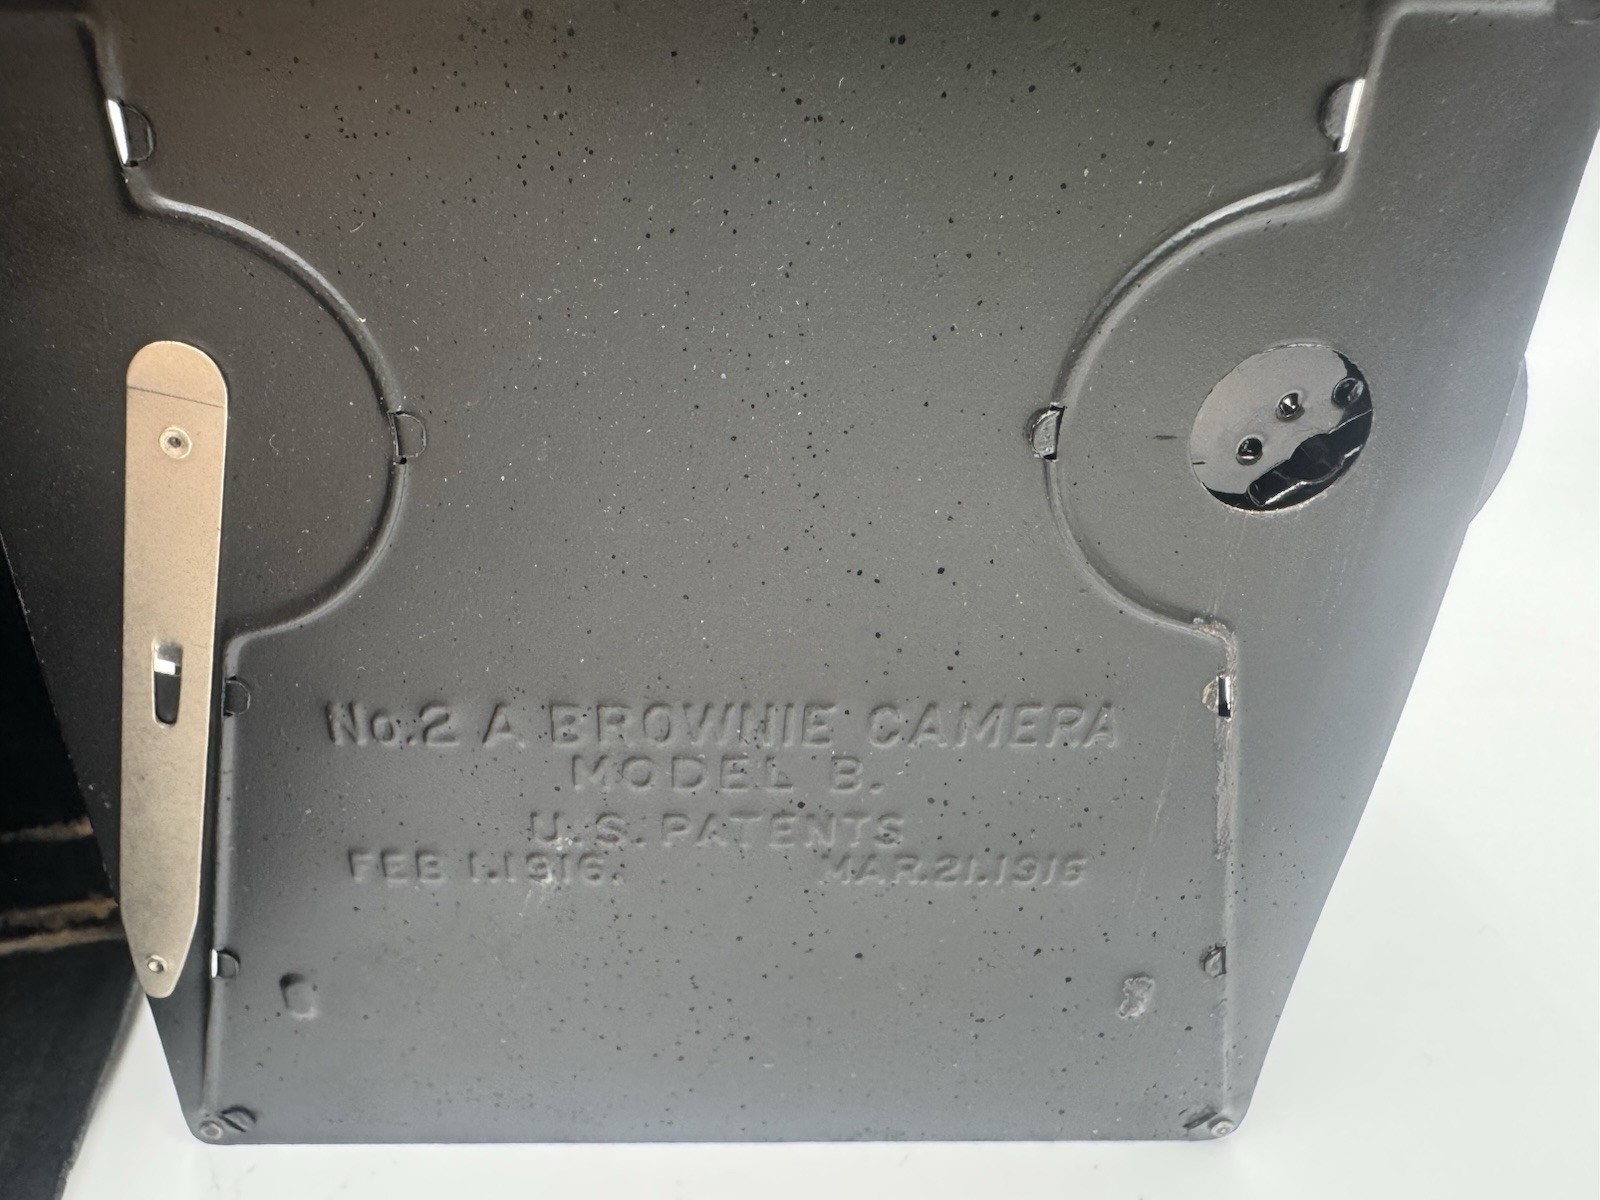 No. 2 A BROWNIE CAMERA
MODEL B.
U.S. PATENTS
FEB 1.1916. MAR.21.1916